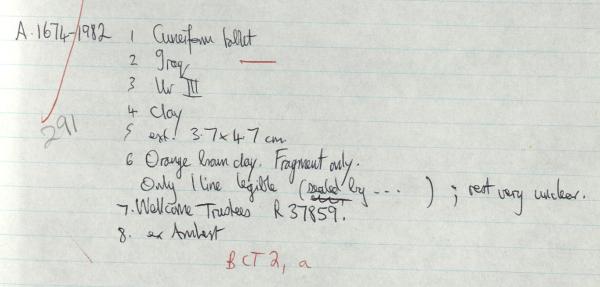 A.1674-1982 1 Cuneiform tablet
2 Iraq
3 Ur III
4 Clay
5 ext. 3.7 x 4.7 cm
6 Orange brown clay. Fragment only.
Only 1 line legible (sealed by ... ) ; rest very unclear.
7. Wellcome Trustees R 37859.
8. ex Amherst
291
BCT 2, a